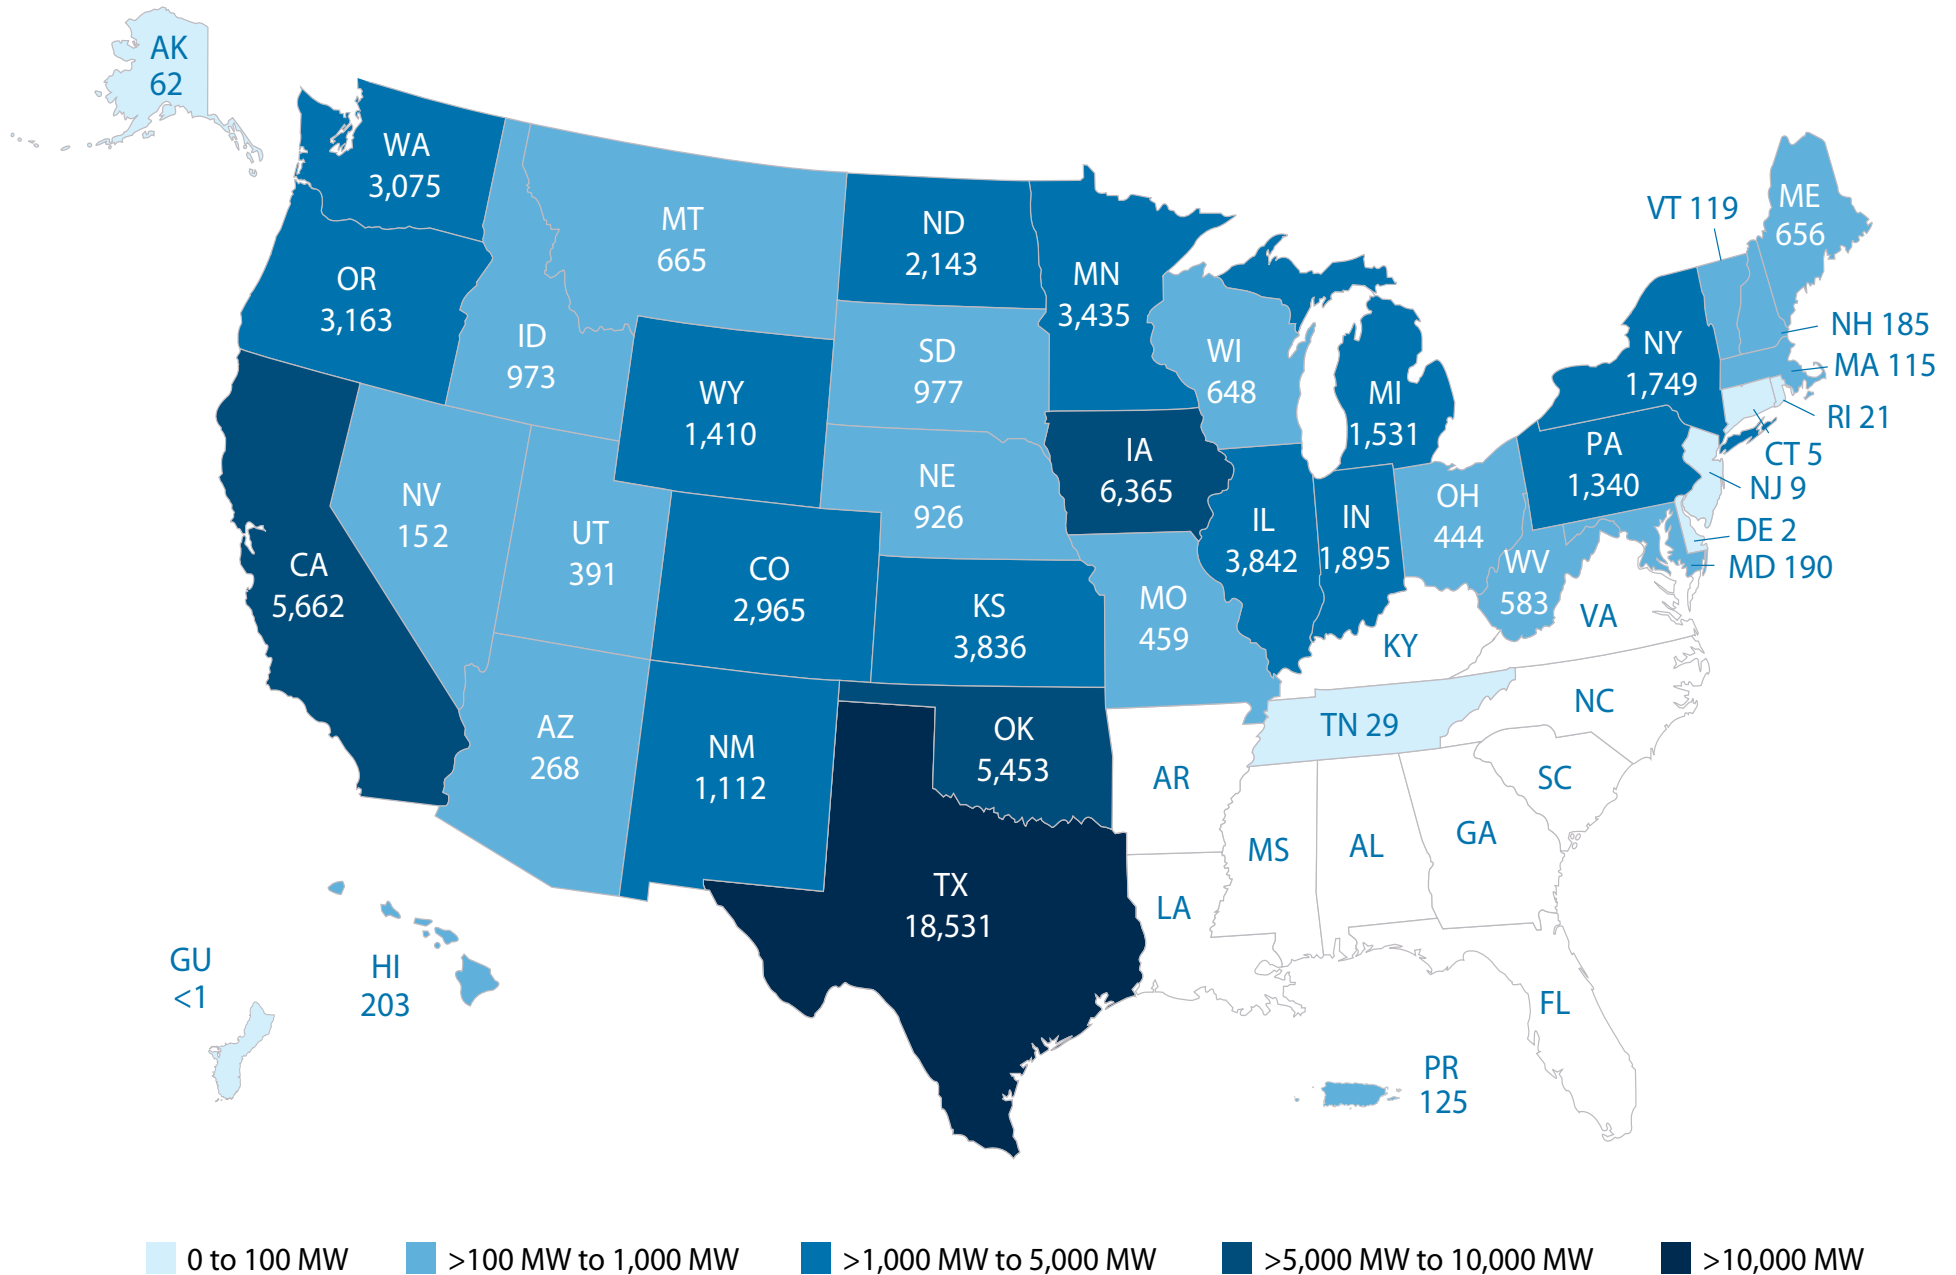 AK
62
WA
3,075
MT
665
ND
2,143
MN
3,435
VT 119
ME
656
OR
3,163
ID
973
SD
977
WI
648
NH 185
NY
1,749
MA 115
WY
1,410
MI
1,531
RI 21
IA
6,365
PA
1,340
CT 5
NJ 9
NV
152
UT
391
NE
926
IL
3,842
IN
1,895
OH
444
DE 2
MD 190
CA
5,662
CO
2,965
KS
3,836
MO
459
WV
583
KY
VA
AZ
268
NM
1,112
OK
5,453
TN 29
NC
AR
SC
TX
18,531
MS
AL
GA
LA
GU
<1
HI
203
FL
PR
125
0 to 100 MW
>100 MW to 1,000 MW
>1,000 MW to 5,000 MW
>5,000 MW to 10,000 MW
>10,000 MW